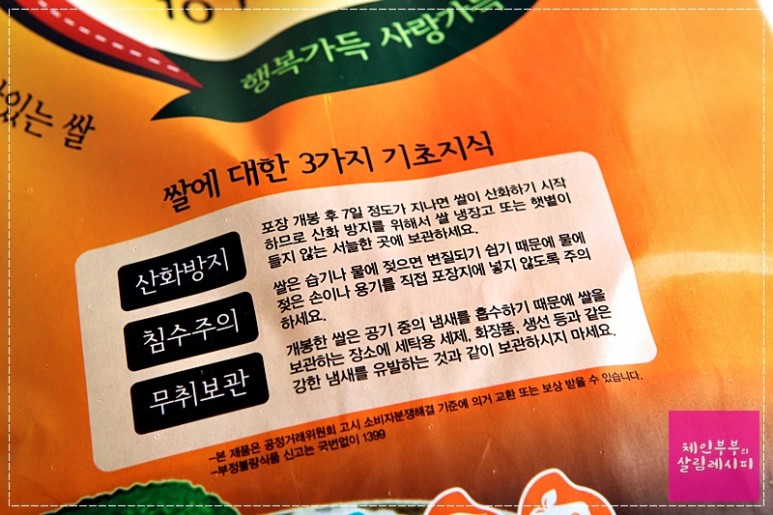 행복가득 사랑가득
있는 쌀
쌀에 대한 3가지 기초지식
산화방지
포장 개봉 후 7일 정도가 지나면 쌀이 산화하기 시작
하므로 산화 방지를 위해서 쌀 냉장고 또는 햇볕이
들지 않는 서늘한 곳에 보관하세요.
침수주의
쌀은 습기나 물에 젖으면 변질되기 쉽기 때문에 물에
젖은 손이나 용기를 직접 포장지에 넣지 않도록 주의
하세요.
무취보관
개봉한 쌀은 공기 중의 냄새를 흡수하기 때문에 쌀을
보관하는 장소에 세탁용 세제, 화장품, 생선 등과 같은
강한 냄새를 유발하는 것과 같이 보관하시지 마세요.
-본 제품은 공정거래위원회 고시 소비자분쟁해결 기준에 의거 교환 또는 보상 받을 수 있습니다.
-부정불량식품 신고는 국번없이 1399
체인부부의
살림레시피